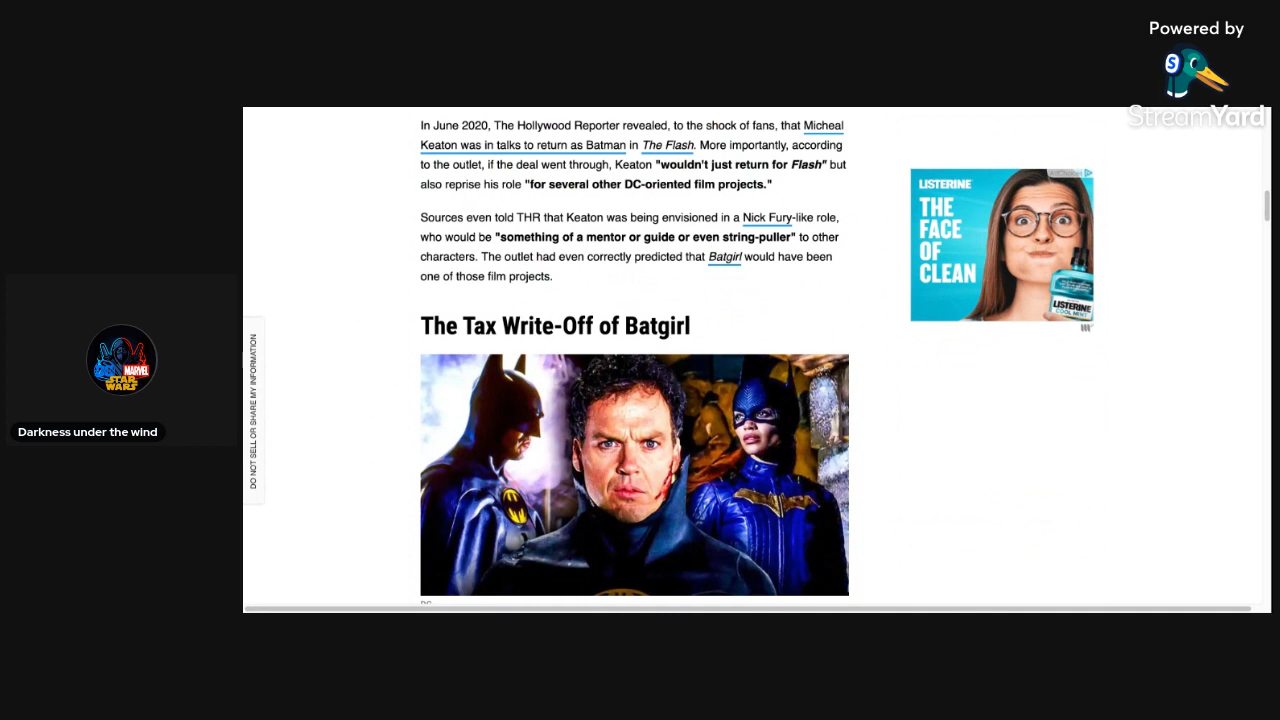 Powered by
S
StreamYard
In June 2020, The Hollywood Reporter revealed, to the shock of fans, that Micheal
Keaton was in talks to return as Batman in The Flash. More importantly, according
to the outlet, if the deal went through, Keaton "wouldn't just return for Flash" but
also reprise his role "for several other DC-oriented film projects."
Sources even told THR that Keaton was being envisioned in a Nick Fury-like role,
who would be "something of a mentor or guide or even string-puller" to other
characters. The outlet had even correctly predicted that Batgirl would have been
one of those film projects.
The Tax Write-Off of Batgirl
AdChoices
LISTERINE
THE
FACE
OF
CLEAN
LISTERINE
COOL MINT
DO NOT SELL OR SHARE MY INFORMATION
MARVEL
STAR
WARS
Darkness under the wind